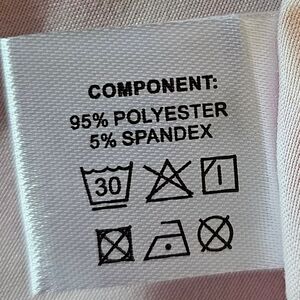 COMPONENT:
95% POLYESTER
5% SPANDEX
30